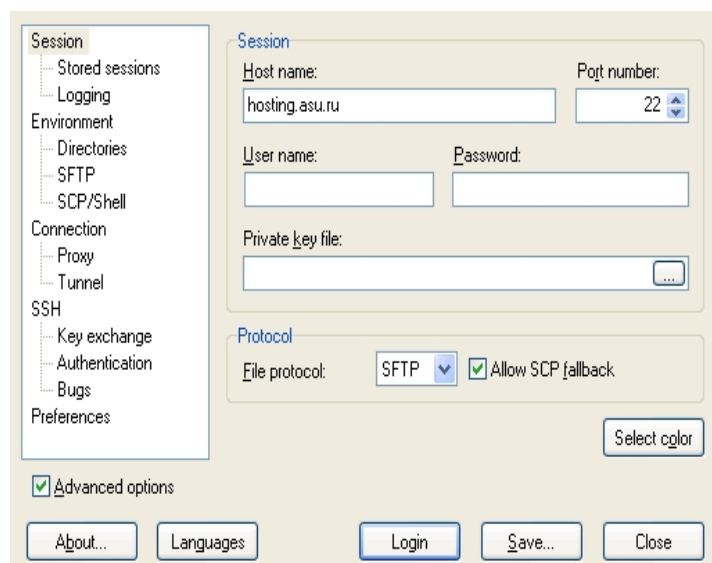 Session
Stored sessions
Logging
Environment
Directories
SFTP
SCP/Shell
Connection
Proxy
Tunnel
SSH
Key exchange
Authentication
Bugs
Preferences
Advanced options
Session
Host name: Port number:
hosting.asu.ru 22
User name: Password:
Private key file:
...
Protocol
File protocol: SFTP Allow SCP fallback
Select color
About... Languages Login Save... Close